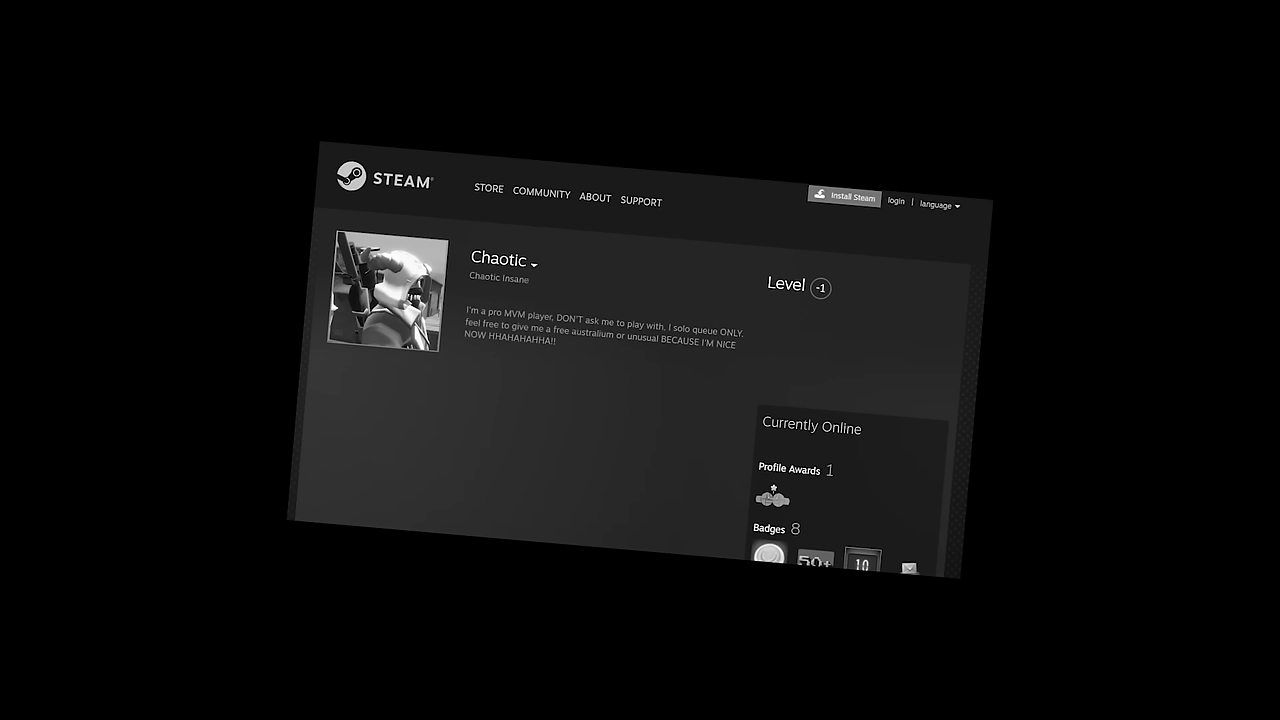 STEAM®
STORE COMMUNITY ABOUT SUPPORT
Install Steam login | language
Chaotic
Chaotic Insane
Level -1
I'm a pro MVM player, DON'T ask me to play with, I solo queue ONLY.
feel free to give me a free australium or unusual BECAUSE I'M NICE
NOW HHAHAHAHHA!!
Currently Online
Profile Awards 1
Badges 8
50+
10